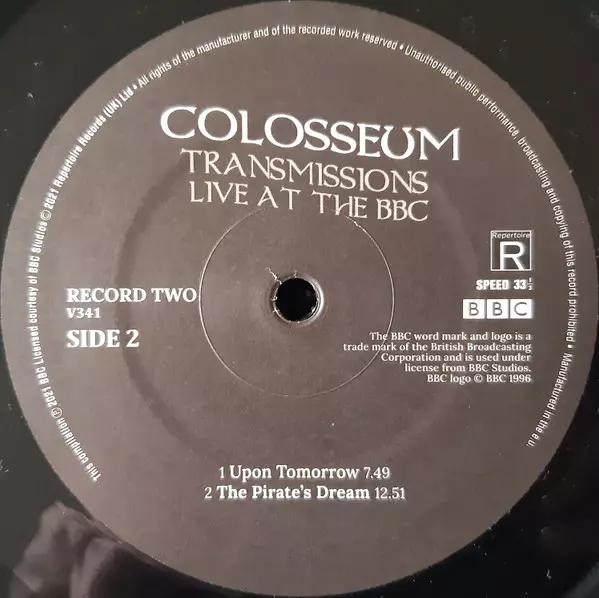 This compilation ℗ 2021 BBC Licensed courtesy of BBC Studios © 2021 Repertoire Records (UK) Ltd • All rights of the manufacturer and of the recorded work reserved • Unauthorised public performance, broadcasting and copying of this record prohibited • Manufactured in the e.u.
COLOSSEUM
TRANSMISSIONS
LIVE AT THE BBC
Repertoire
R
SPEED 33 1/3
RECORD TWO
V341
SIDE 2
BBC
The BBC word mark and logo is a
trade mark of the British Broadcasting
Corporation and is used under
license from BBC Studios.
BBC logo © BBC 1996
1 Upon Tomorrow 7.49
2 The Pirate's Dream 12.51